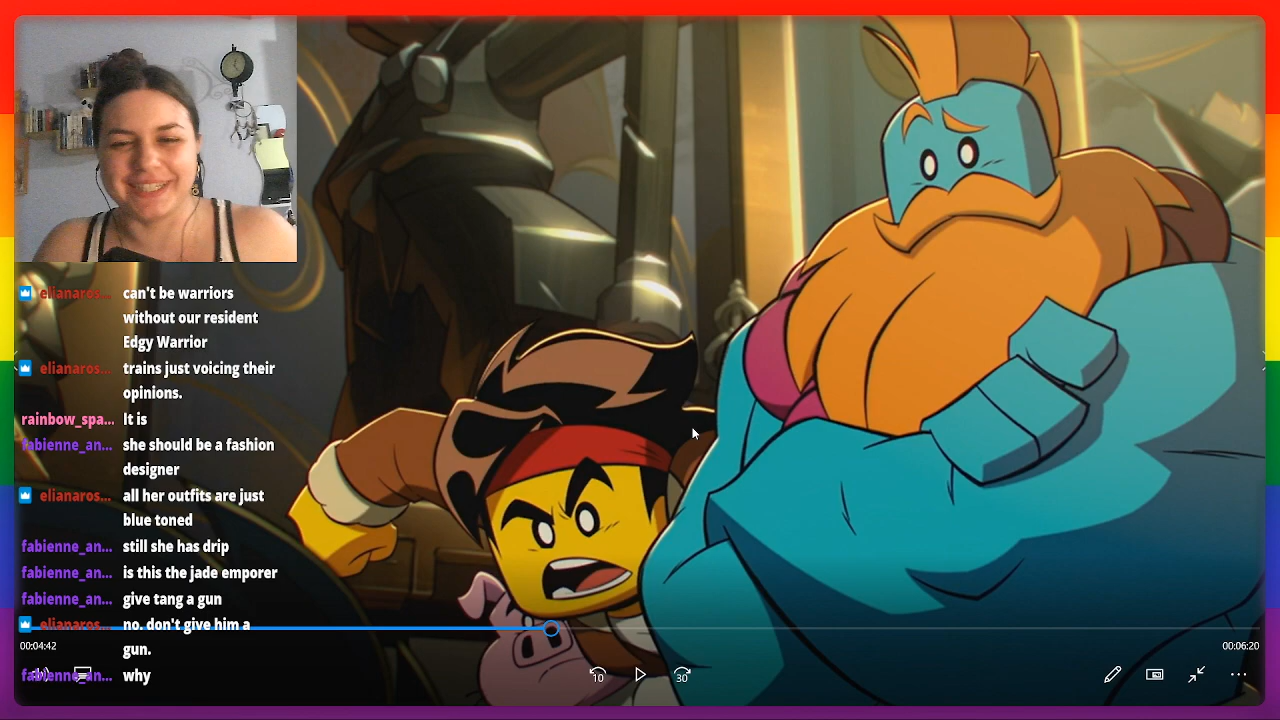 elianaros... can't be warriors
without our resident
Edgy Warrior
elianaros... trains just voicing their
opinions.
rainbow_spa... It is
fabienne_an... she should be a fashion
designer
elianaros... all her outfits are just
blue toned
fabienne_an... still she has drip
fabienne_an... is this the jade emporer
fabienne_an... give tang a gun
elianaros... no. don't give him a
gun.
00:04:42
00:06:20
fabienne_an... why
10
30